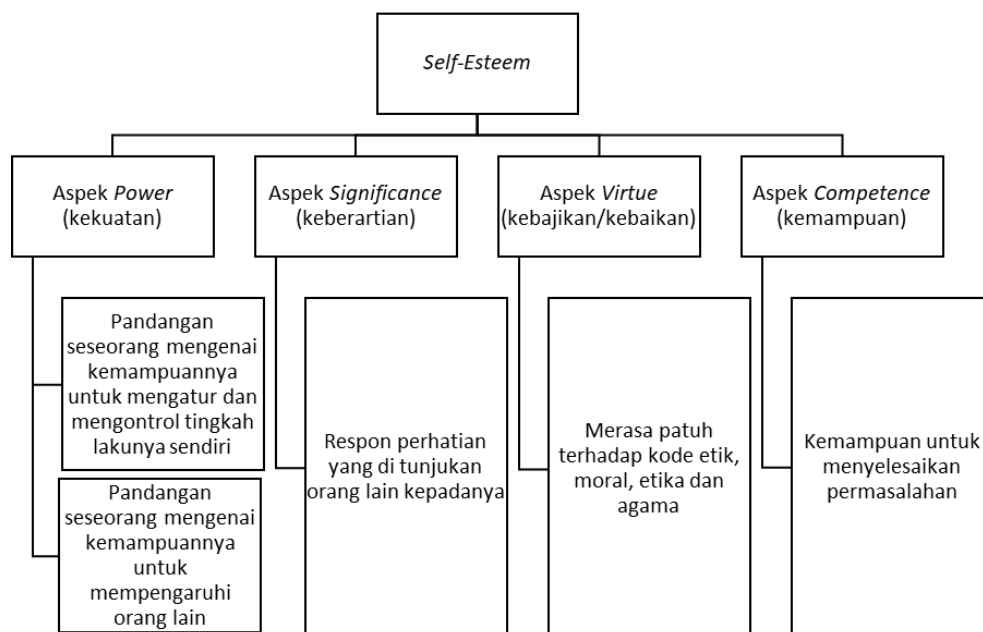 Self-Esteem
Aspek Power
(kekuatan)
Aspek Significance
(keberartian)
Aspek Virtue
(kebajikan/kebaikan)
Aspek Competence
(kemampuan)
Pandangan
seseorang mengenai
kemampuannya
untuk mengatur dan
mengontrol tingkah
lakunya sendiri
Pandangan
seseorang mengenai
kemampuannya
untuk
mempengaruhi
orang lain
Respon perhatian
yang di tunjukan
orang lain kepadanya
Merasa patuh
terhadap kode etik,
moral, etika dan
agama
Kemampuan untuk
menyelesaikan
permasalahan